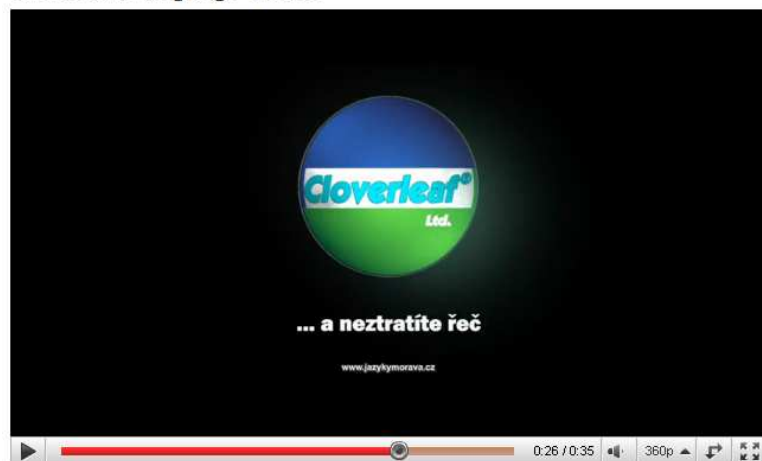 Cloverleaf®
Ltd.
... a neztratíte řeč
www.jazykymorava.cz
0:26 / 0:35
360p